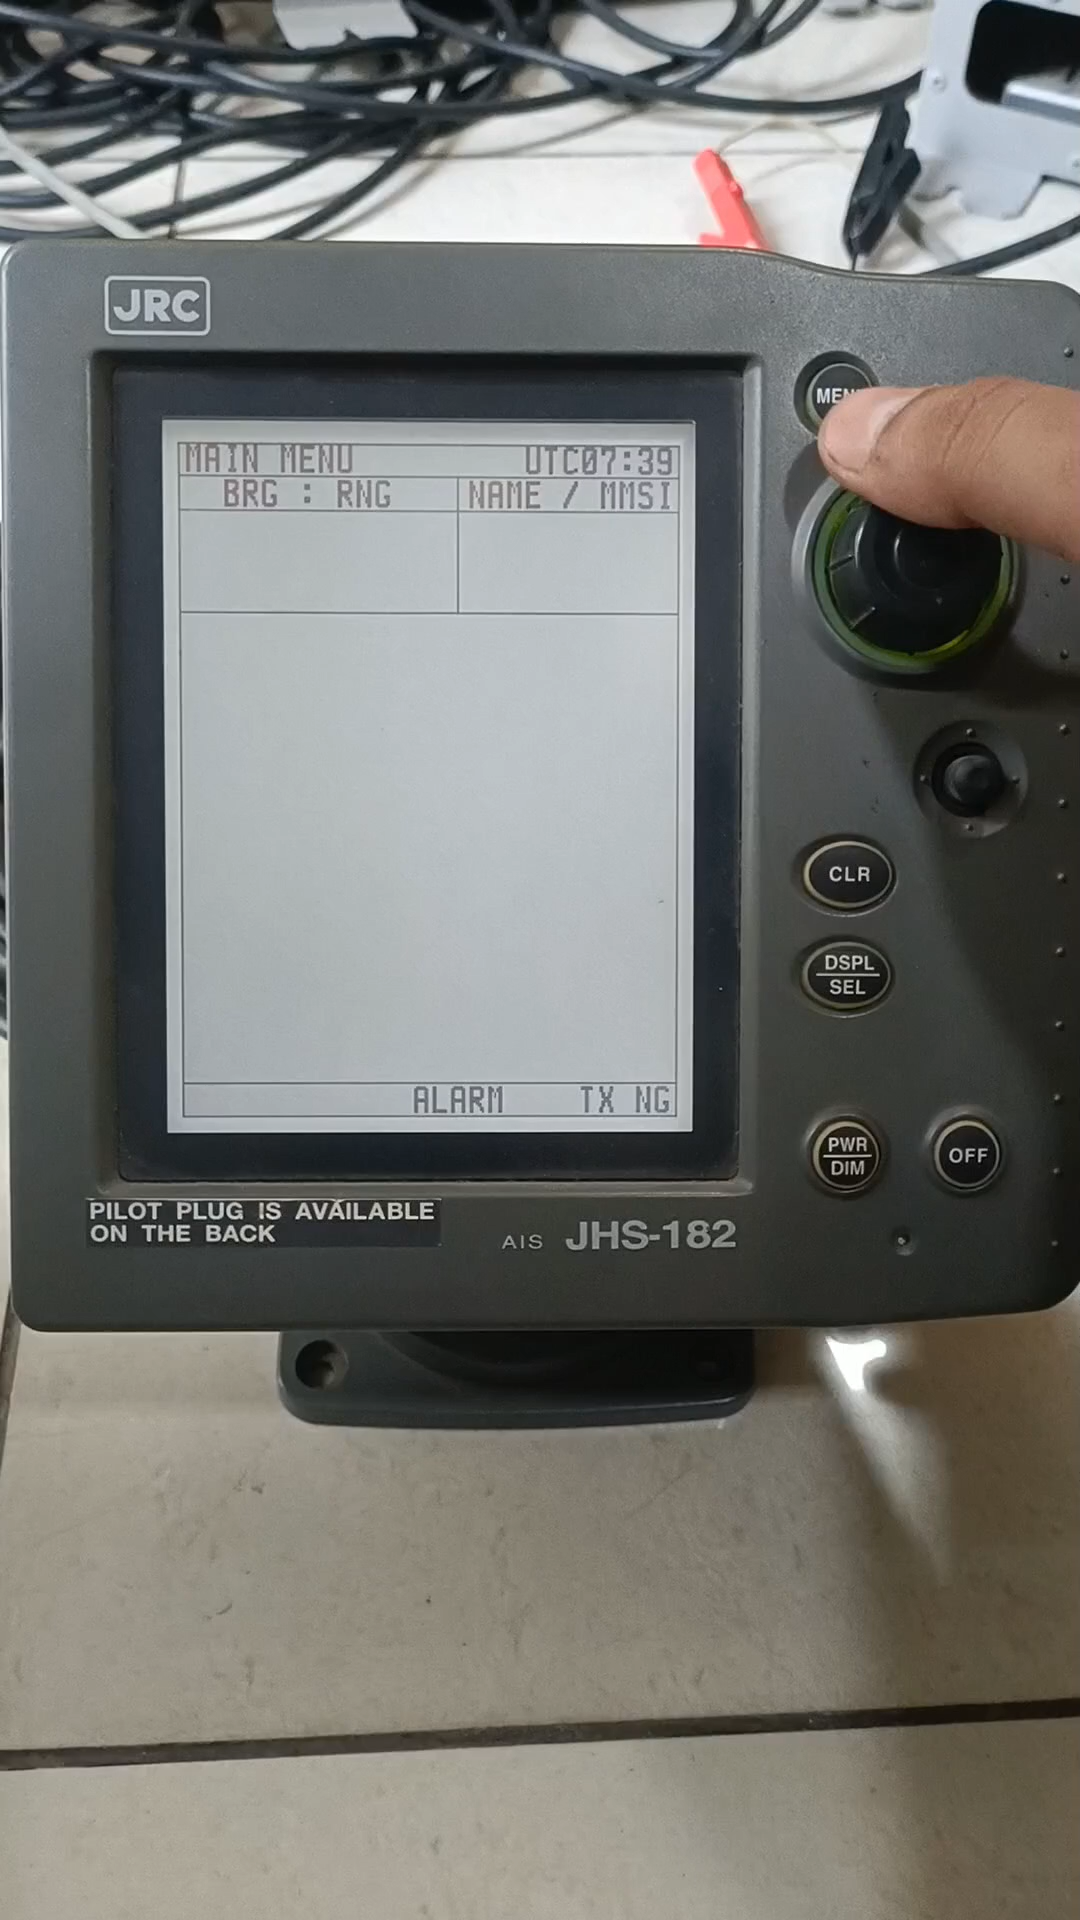 JRC
MENU
MAIN MENU UTC07:39
BRG : RNG NAME / MMSI
CLR
DSPL
SEL
ALARM TX NG
PWR
DIM
OFF
PILOT PLUG IS AVAILABLE
ON THE BACK
AIS JHS-182